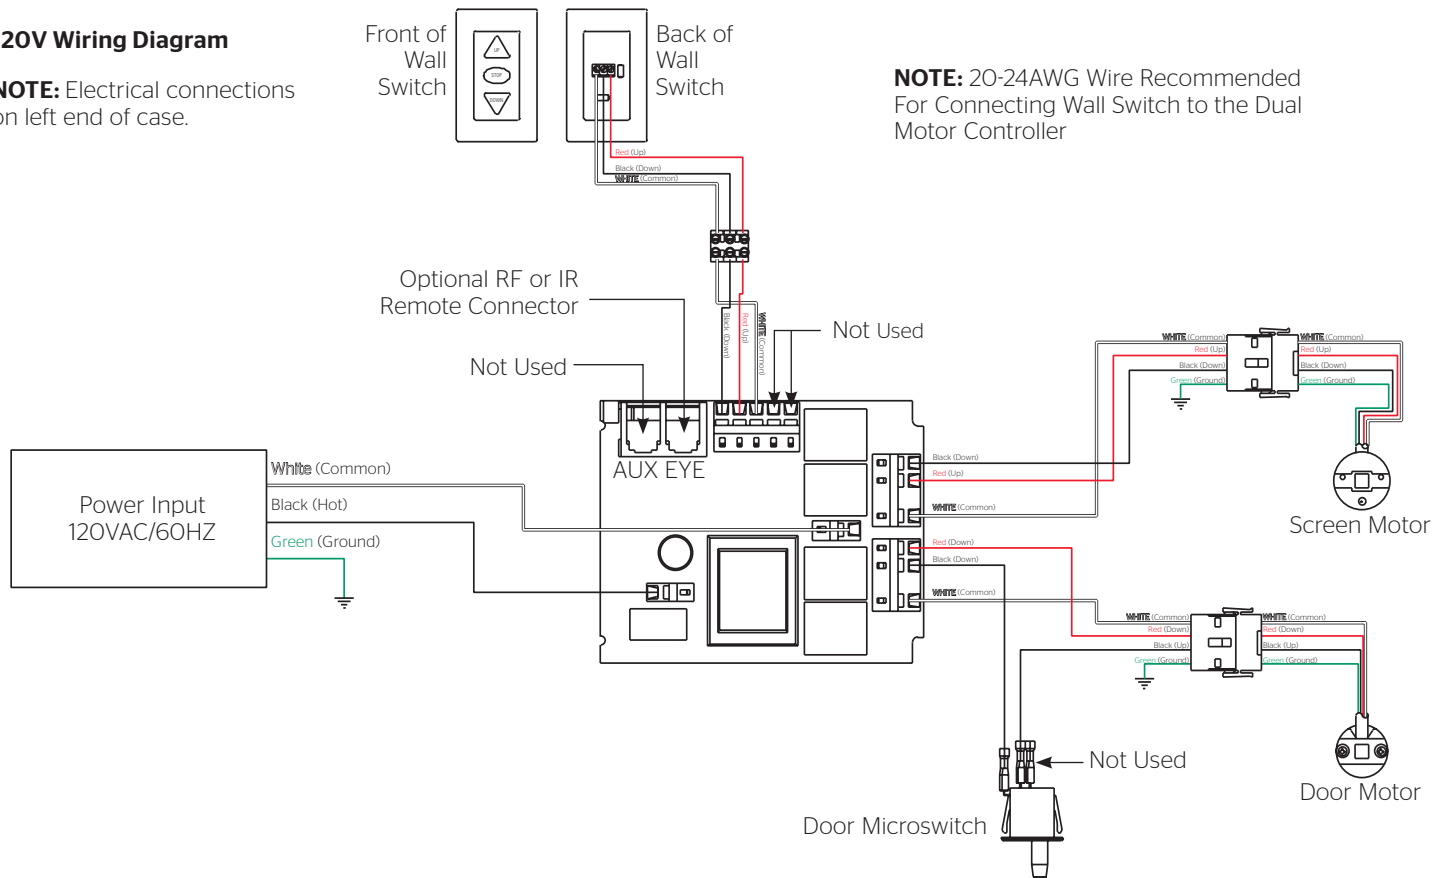 20V Wiring Diagram
NOTE: Electrical connections
on left end of case.
Front of
Wall
Switch
UP
STOP
DOWN
Back of
Wall
Switch
NOTE: 20-24AWG Wire Recommended
For Connecting Wall Switch to the Dual
Motor Controller
Red (Up)
Black (Down)
WHITE (Common)
Optional RF or IR
Remote Connector
Not Used
Black (Down)
Red (Up)
WHITE (Common)
Not Used
AUX EYE
Power Input
120VAC/60HZ
White (Common)
Black (Hot)
Green (Ground)
Black (Down)
Red (Up)
WHITE (Common)
Red (Down)
Black (Down)
WHITE (Common)
WHITE (Common)
Red (Up)
Black (Down)
Green (Ground)
WHITE (Common)
Red (Up)
Black (Down)
Green (Ground)
Screen Motor
WHITE (Common)
Red (Down)
Black (Up)
Green (Ground)
WHITE (Common)
Red (Down)
Black (Up)
Green (Ground)
Door Motor
Not Used
Door Microswitch